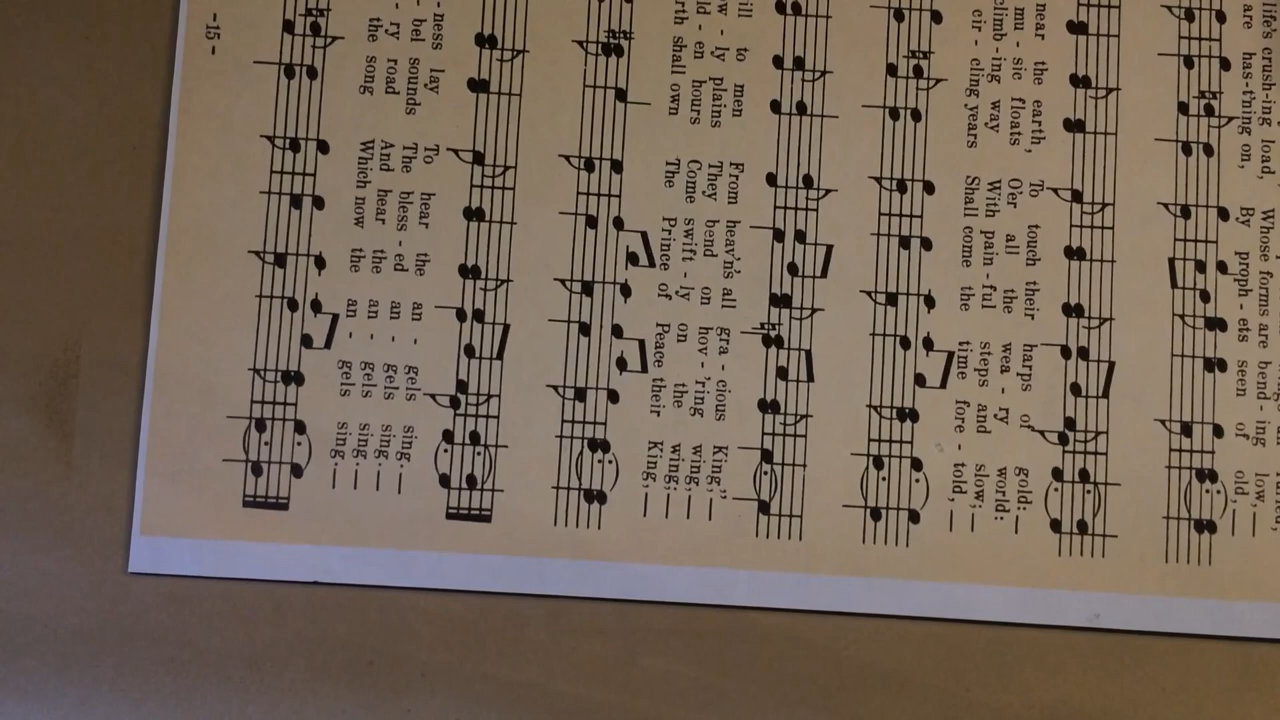 life's crush-ing load, Whose forms are bend-ing low,
are has-t'ning on, By proph-ets seen of old,
near the earth, To touch their harps of gold:
mu-sic floats O'er all the wea-ry world:
climb-ing way With pain-ful steps and slow;
cir-cling years Shall come the time fore-told,
to men From heav'n's all gra-cious King,"
ly plains They bend on hov-'ring wing,
en hours Come swift-ly on the wing;
shall own The Prince of Peace their King,
-ness lay To hear the an-gels sing.
-bel sounds The bless-ed an-gels sing.
-ry road And hear the an-gels sing.
the song Which now the an-gels sing.
-15-